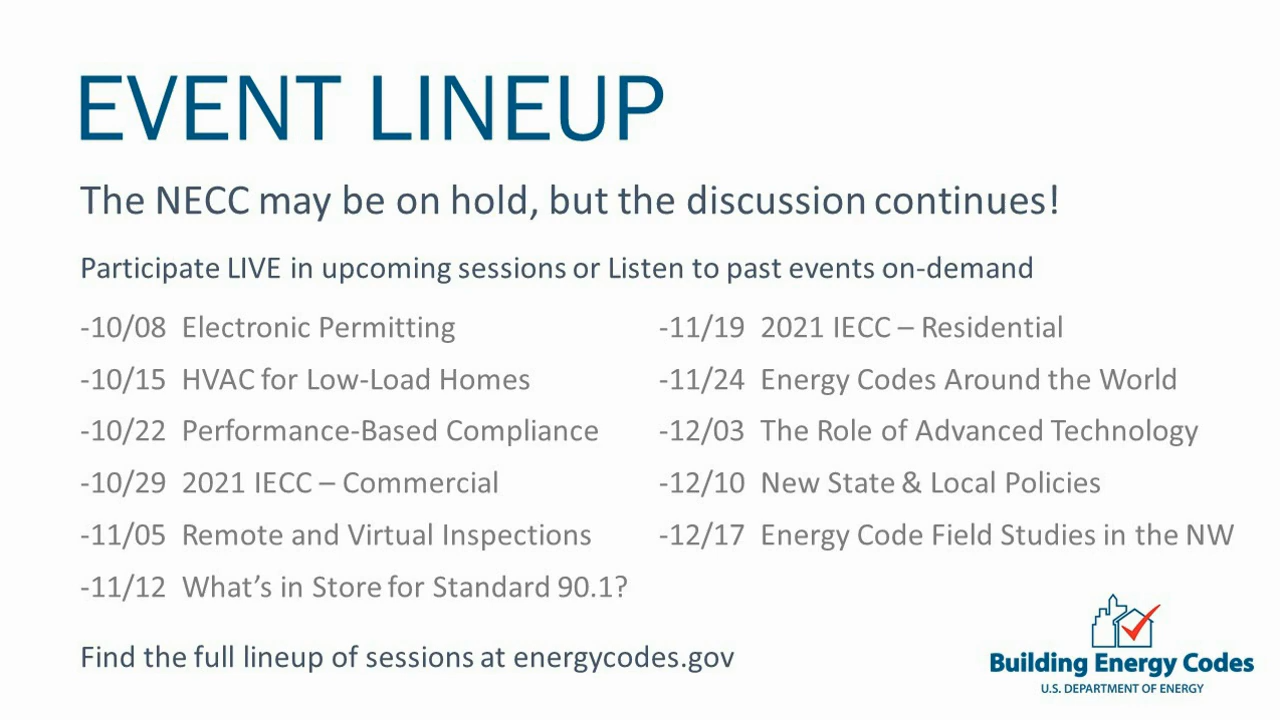 EVENT LINEUP
The NECC may be on hold, but the discussion continues!
Participate LIVE in upcoming sessions or Listen to past events on-demand
-10/08 Electronic Permitting
-10/15 HVAC for Low-Load Homes
-10/22 Performance-Based Compliance
-10/29 2021 IECC – Commercial
-11/05 Remote and Virtual Inspections
-11/12 What’s in Store for Standard 90.1?
-11/19 2021 IECC – Residential
-11/24 Energy Codes Around the World
-12/03 The Role of Advanced Technology
-12/10 New State & Local Policies
-12/17 Energy Code Field Studies in the NW
Find the full lineup of sessions at energycodes.gov
Building Energy Codes
U.S. DEPARTMENT OF ENERGY